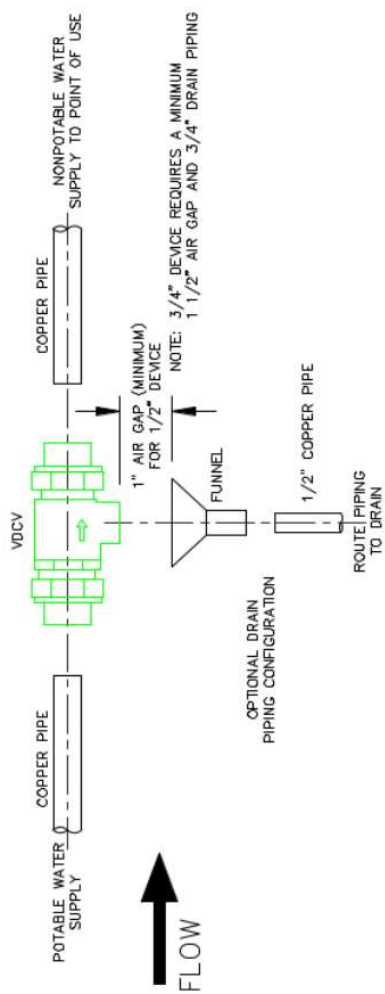 NONPOTABLE WATER
SUPPLY TO POINT OF USE
COPPER PIPE
VDCV
1" AIR GAP (MINIMUM)
FOR 1/2" DEVICE
NOTE: 3/4" DEVICE REQUIRES A MINIMUM
1 1/2" AIR GAP AND 3/4" DRAIN PIPING
FUNNEL
1/2" COPPER PIPE
ROUTE PIPING
TO DRAIN
OPTIONAL DRAIN
PIPING CONFIGURATION
COPPER PIPE
POTABLE WATER
SUPPLY
FLOW